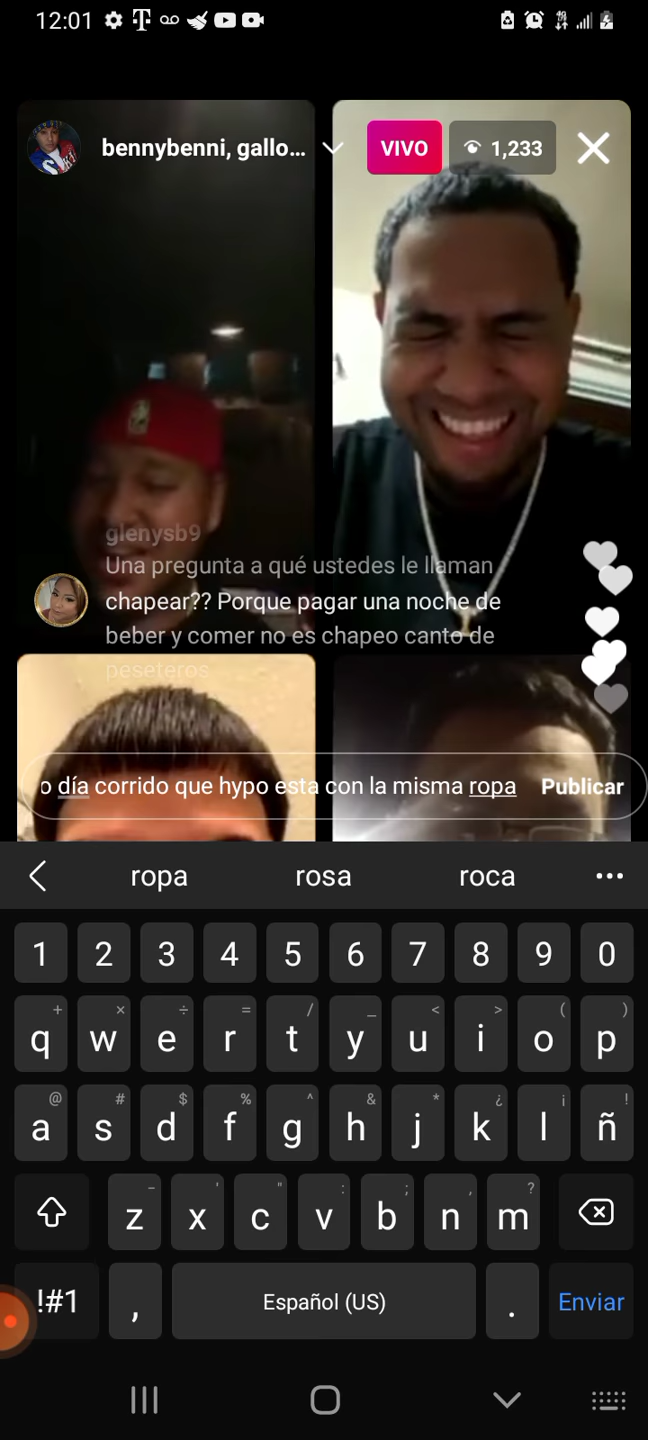 12:01
bennybenni, gallo...
VIVO
1,233
glenysb9
Una pregunta a qué ustedes le llaman
chapear?? Porque pagar una noche de
beber y comer no es chapeo canto de
peseteros
o día corrido que hypo esta con la misma ropa
Publicar
ropa rosa roca
1 2 3 4 5 6 7 8 9 0
+ × ÷ = / _ < > ( )
q w e r t y u i o p
@ # $ % ^ & * ¿ ¡ !
a s d f g h j k l ñ
- ' " : ; , ?
z x c v b n m
!#1 , Español (US) . Enviar